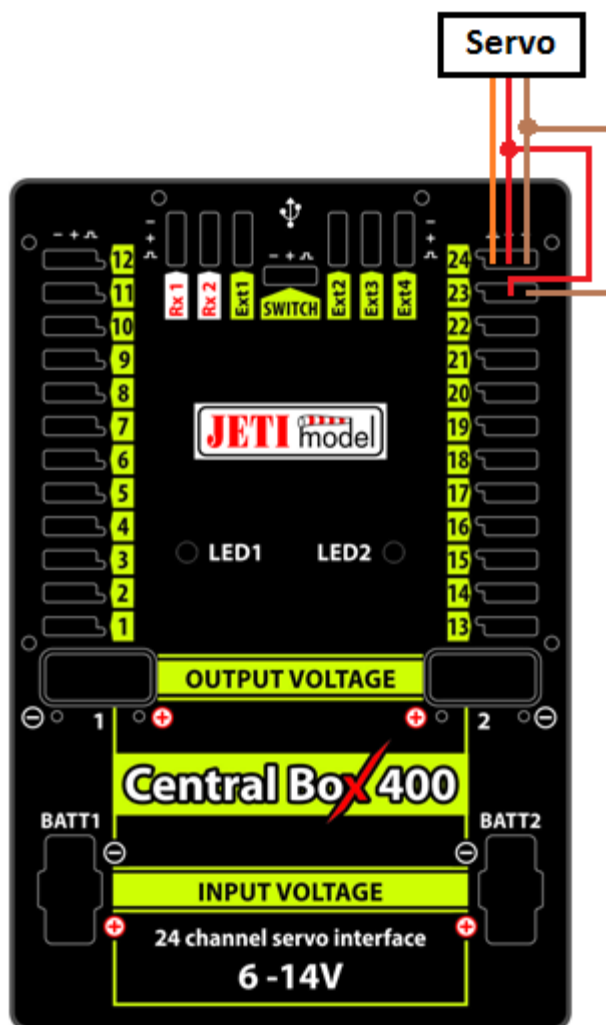 Servo
12
11
10
9
8
7
6
5
4
3
2
1
Rx 1
Rx 2
Ext1
SWITCH
Ext2
Ext3
Ext4
24
23
22
21
20
19
18
17
16
15
14
13
JETI model
LED1
LED2
OUTPUT VOLTAGE
1
2
Central Box 400
BATT1
BATT2
INPUT VOLTAGE
24 channel servo interface
6 -14V